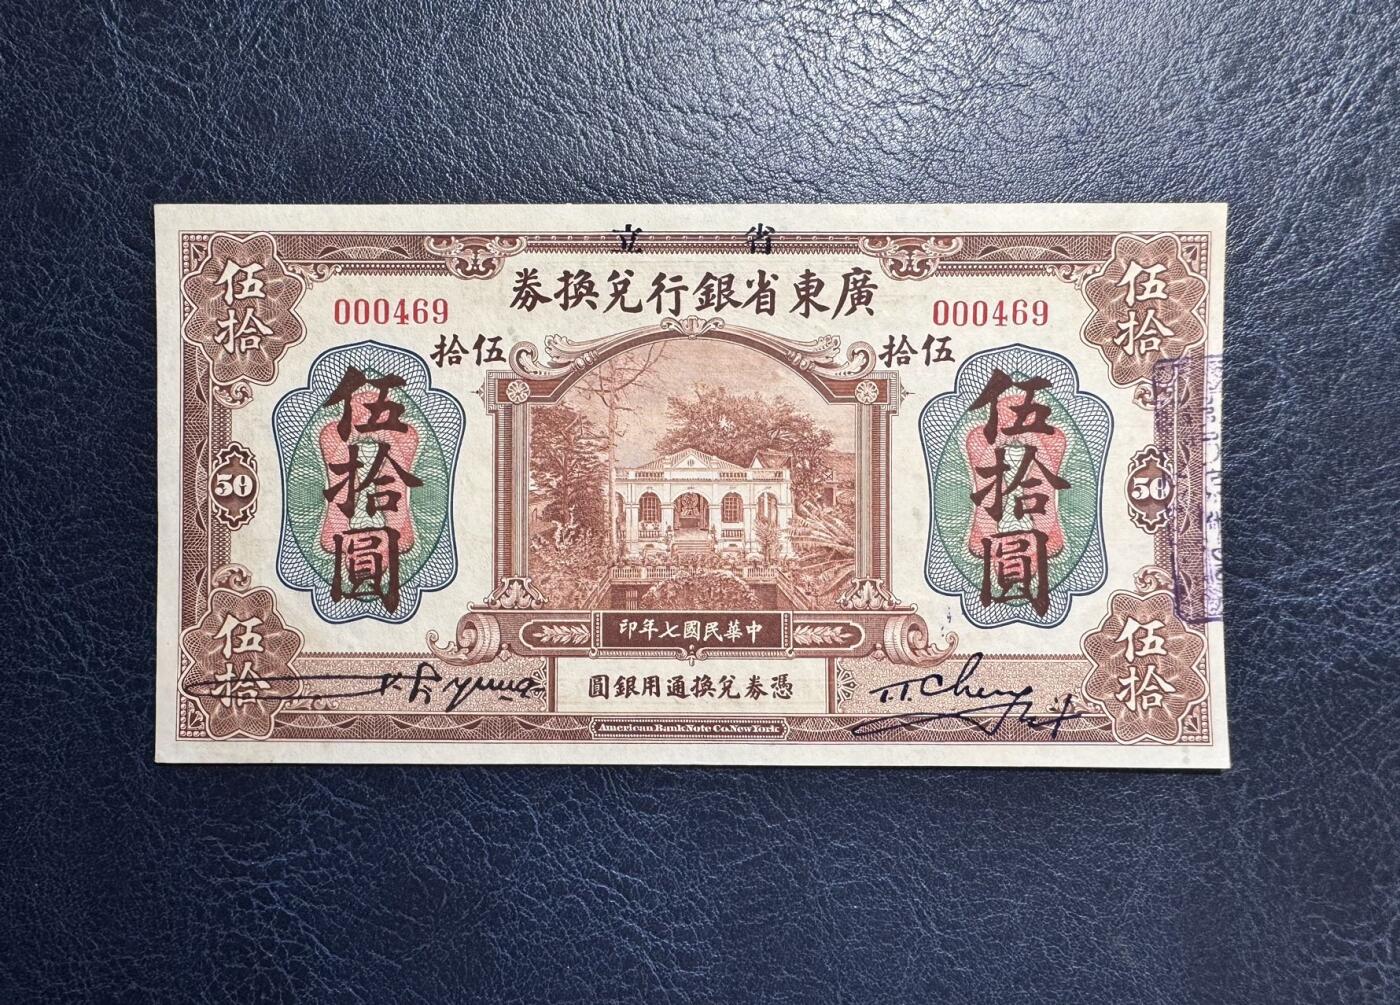 省立
廣東省銀行兌換券
000469
000469
伍拾
伍拾
伍拾
伍拾
伍拾圓
伍拾圓
50
50
中華民國七年印
憑券兌換通用銀圓
伍拾
伍拾
American Bank Note Co. New York